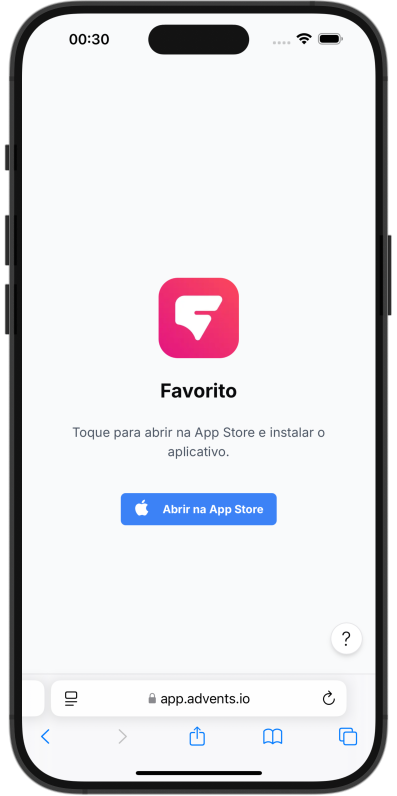 00:30
Favorito
Toque para abrir na App Store e instalar o
aplicativo.
Abrir na App Store
?
app.advents.io